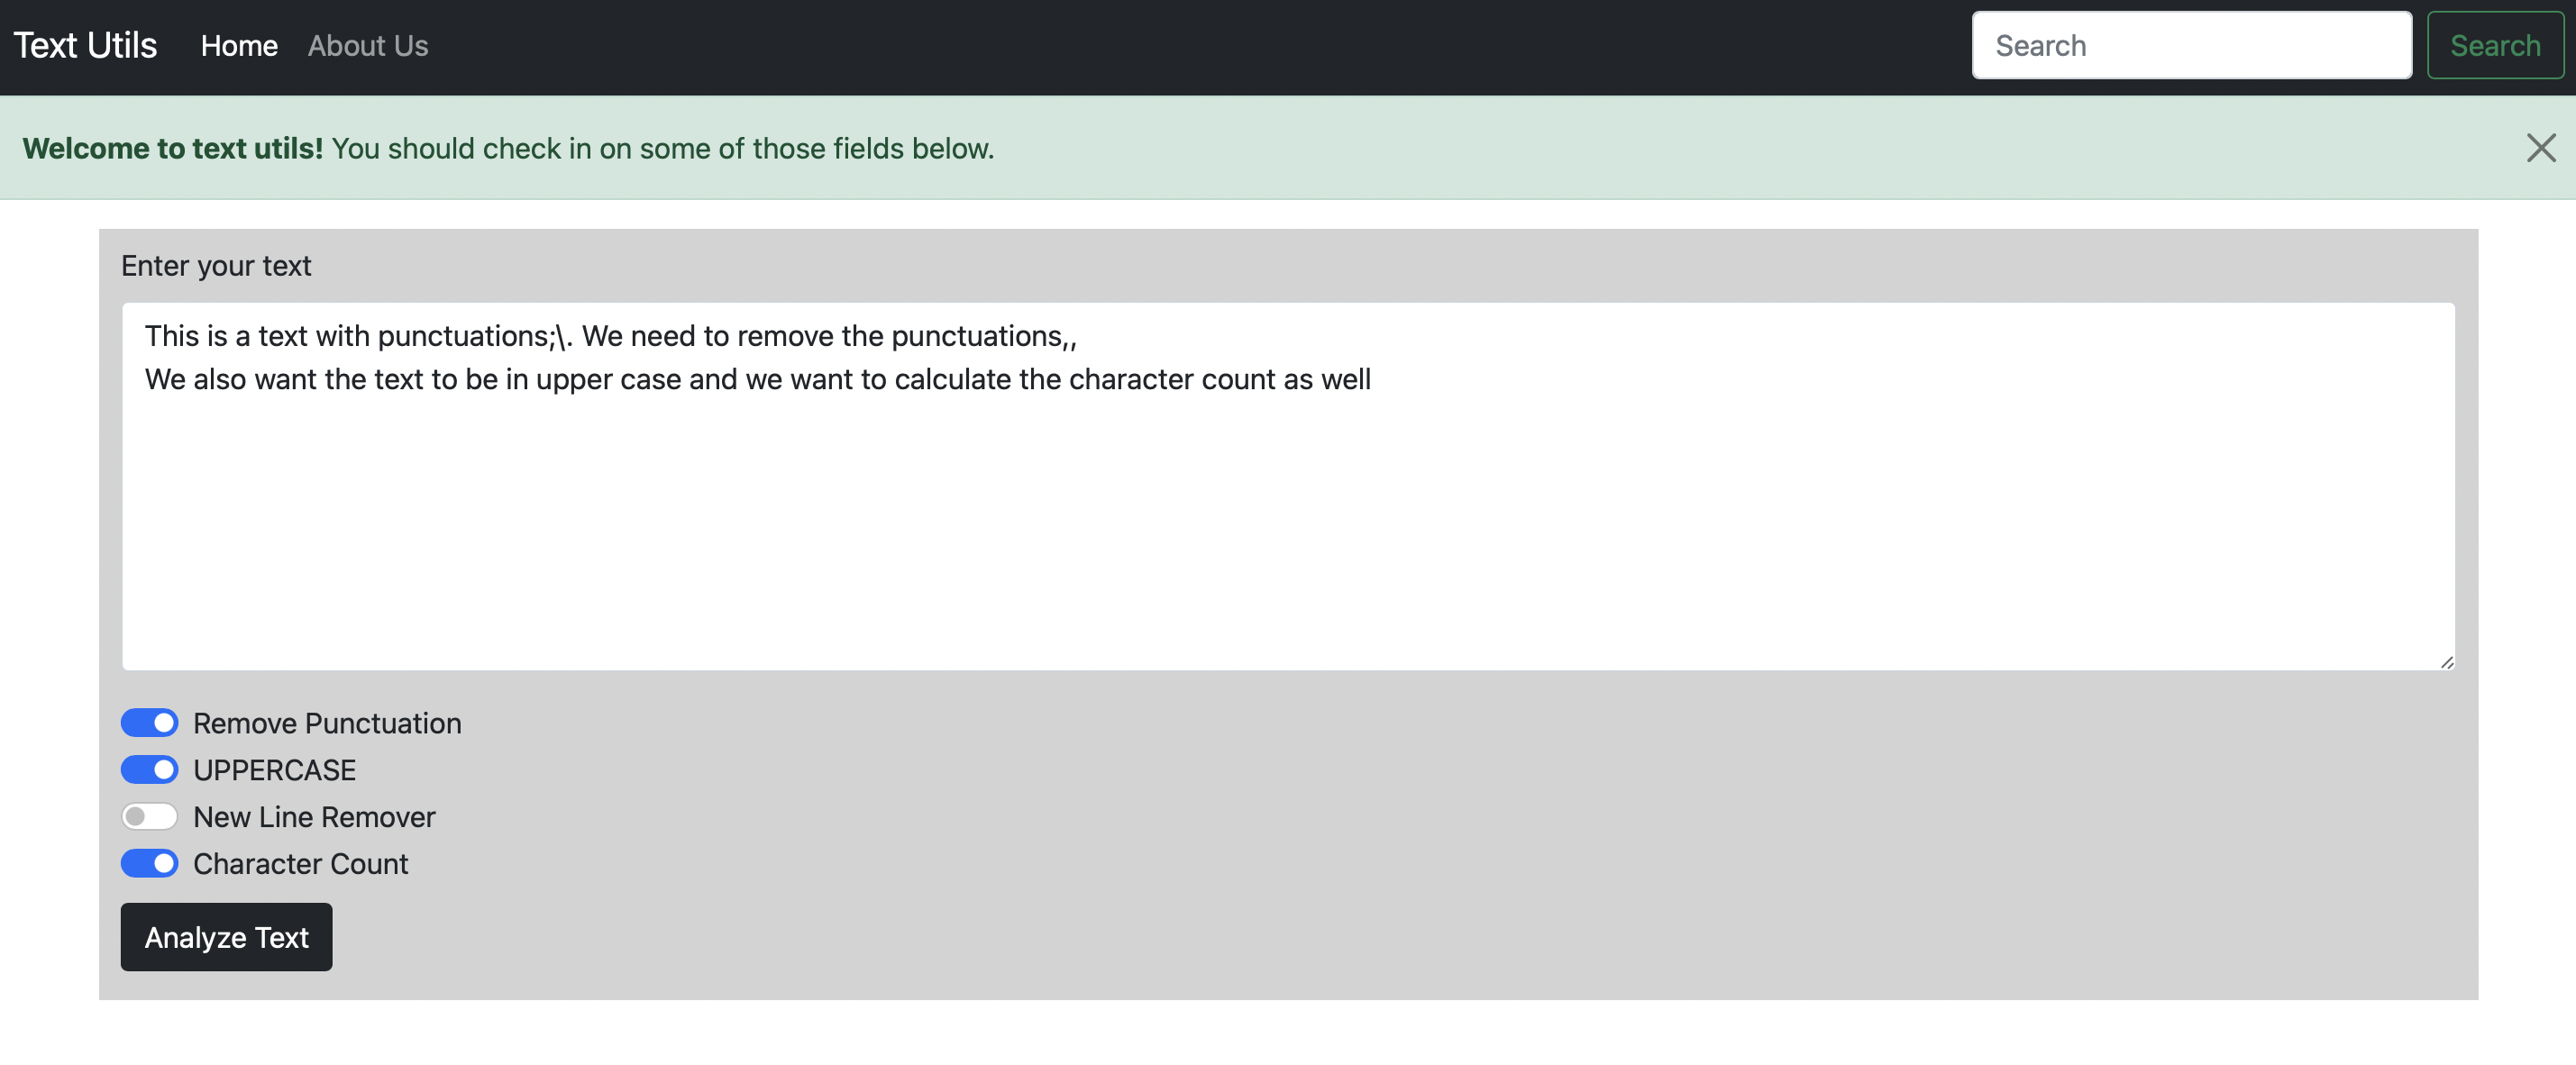 Text Utils Home About Us Search Search
Welcome to text utils! You should check in on some of those fields below.
Enter your text
This is a text with punctuations;\. We need to remove the punctuations,,
We also want the text to be in upper case and we want to calculate the character count as well
Remove Punctuation
UPPERCASE
New Line Remover
Character Count
Analyze Text